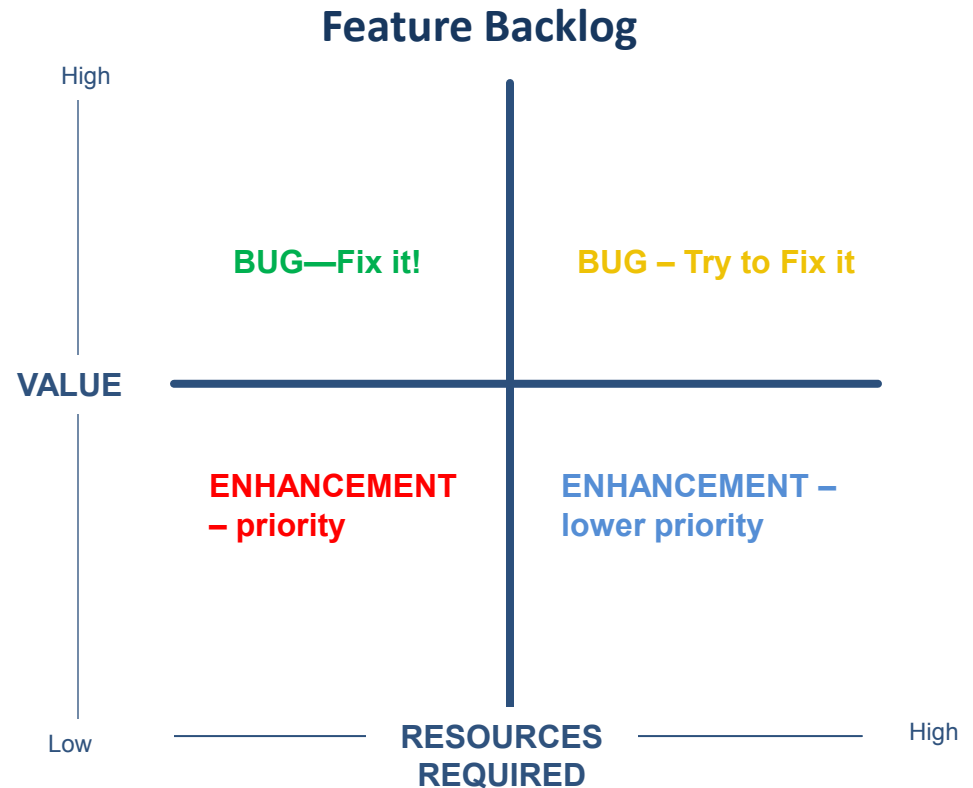 Feature Backlog
High
BUG—Fix it!
BUG – Try to Fix it
VALUE
ENHANCEMENT
– priority
ENHANCEMENT –
lower priority
Low
RESOURCES
REQUIRED
High